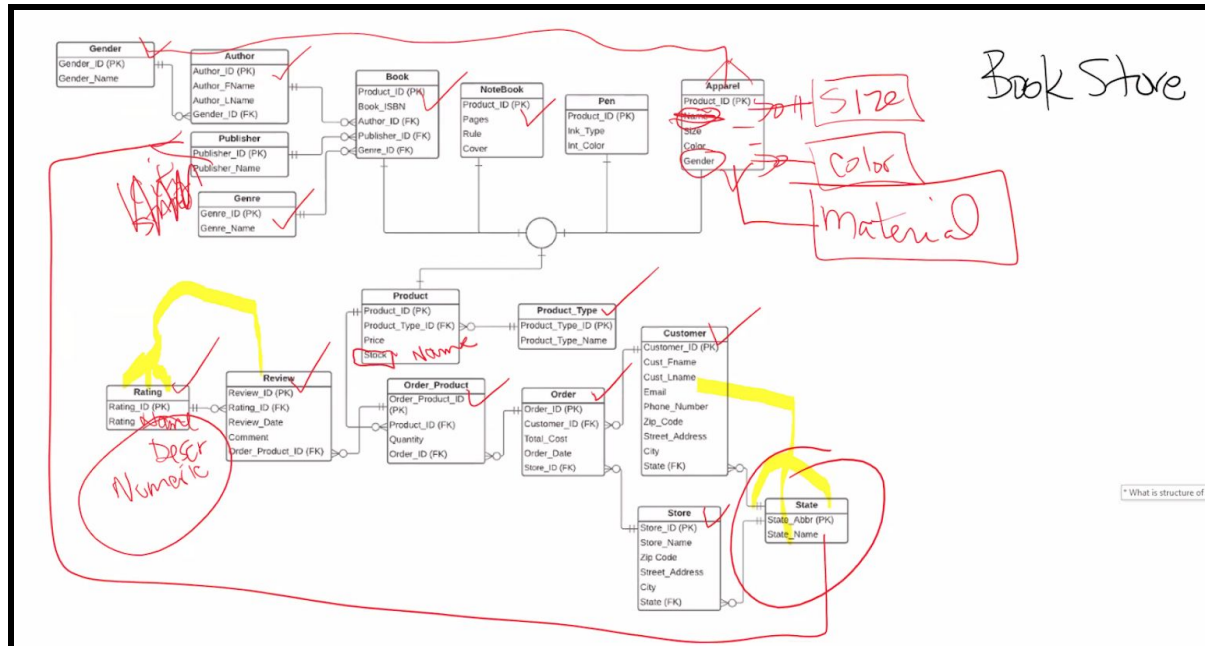 Book Store
Gender
Gender_ID (PK)
Gender_Name
Author
Author_ID (PK)
Author_FName
Author_LName
Gender_ID (FK)
Publisher
Publisher_ID (PK)
Publisher_Name
Genre
Genre_ID (PK)
Genre_Name
Book
Product_ID (PK)
Book_ISBN
Author_ID (FK)
Publisher_ID (FK)
Genre_ID (FK)
NoteBook
Product_ID (PK)
Pages
Rule
Cover
Pen
Product_ID (PK)
Ink_Type
Int_Color
Apparel
Product_ID (PK)
Name
Size
Color
Gender
Size
Color
Material
Product
Product_ID (PK)
Product_Type_ID (FK)
Price
Stock
Name
Product_Type
Product_Type_ID (PK)
Product_Type_Name
Rating
Rating_ID (PK)
Rating
Name
Descr
Numeric
Review
Review_ID (PK)
Rating_ID (FK)
Review_Date
Comment
Order_Product_ID (FK)
Order_Product
Order_Product_ID
(PK)
Product_ID (FK)
Quantity
Order_ID (FK)
Order
Order_ID (PK)
Customer_ID (FK)
Total_Cost
Order_Date
Store_ID (FK)
Customer
Customer_ID (PK)
Cust_Fname
Cust_Lname
Email
Phone_Number
Zip_Code
Street_Address
City
State (FK)
Store
Store_ID (PK)
Store_Name
Zip Code
Street_Address
City
State (FK)
State
State_Abbr (PK)
State_Name
* What is structure of